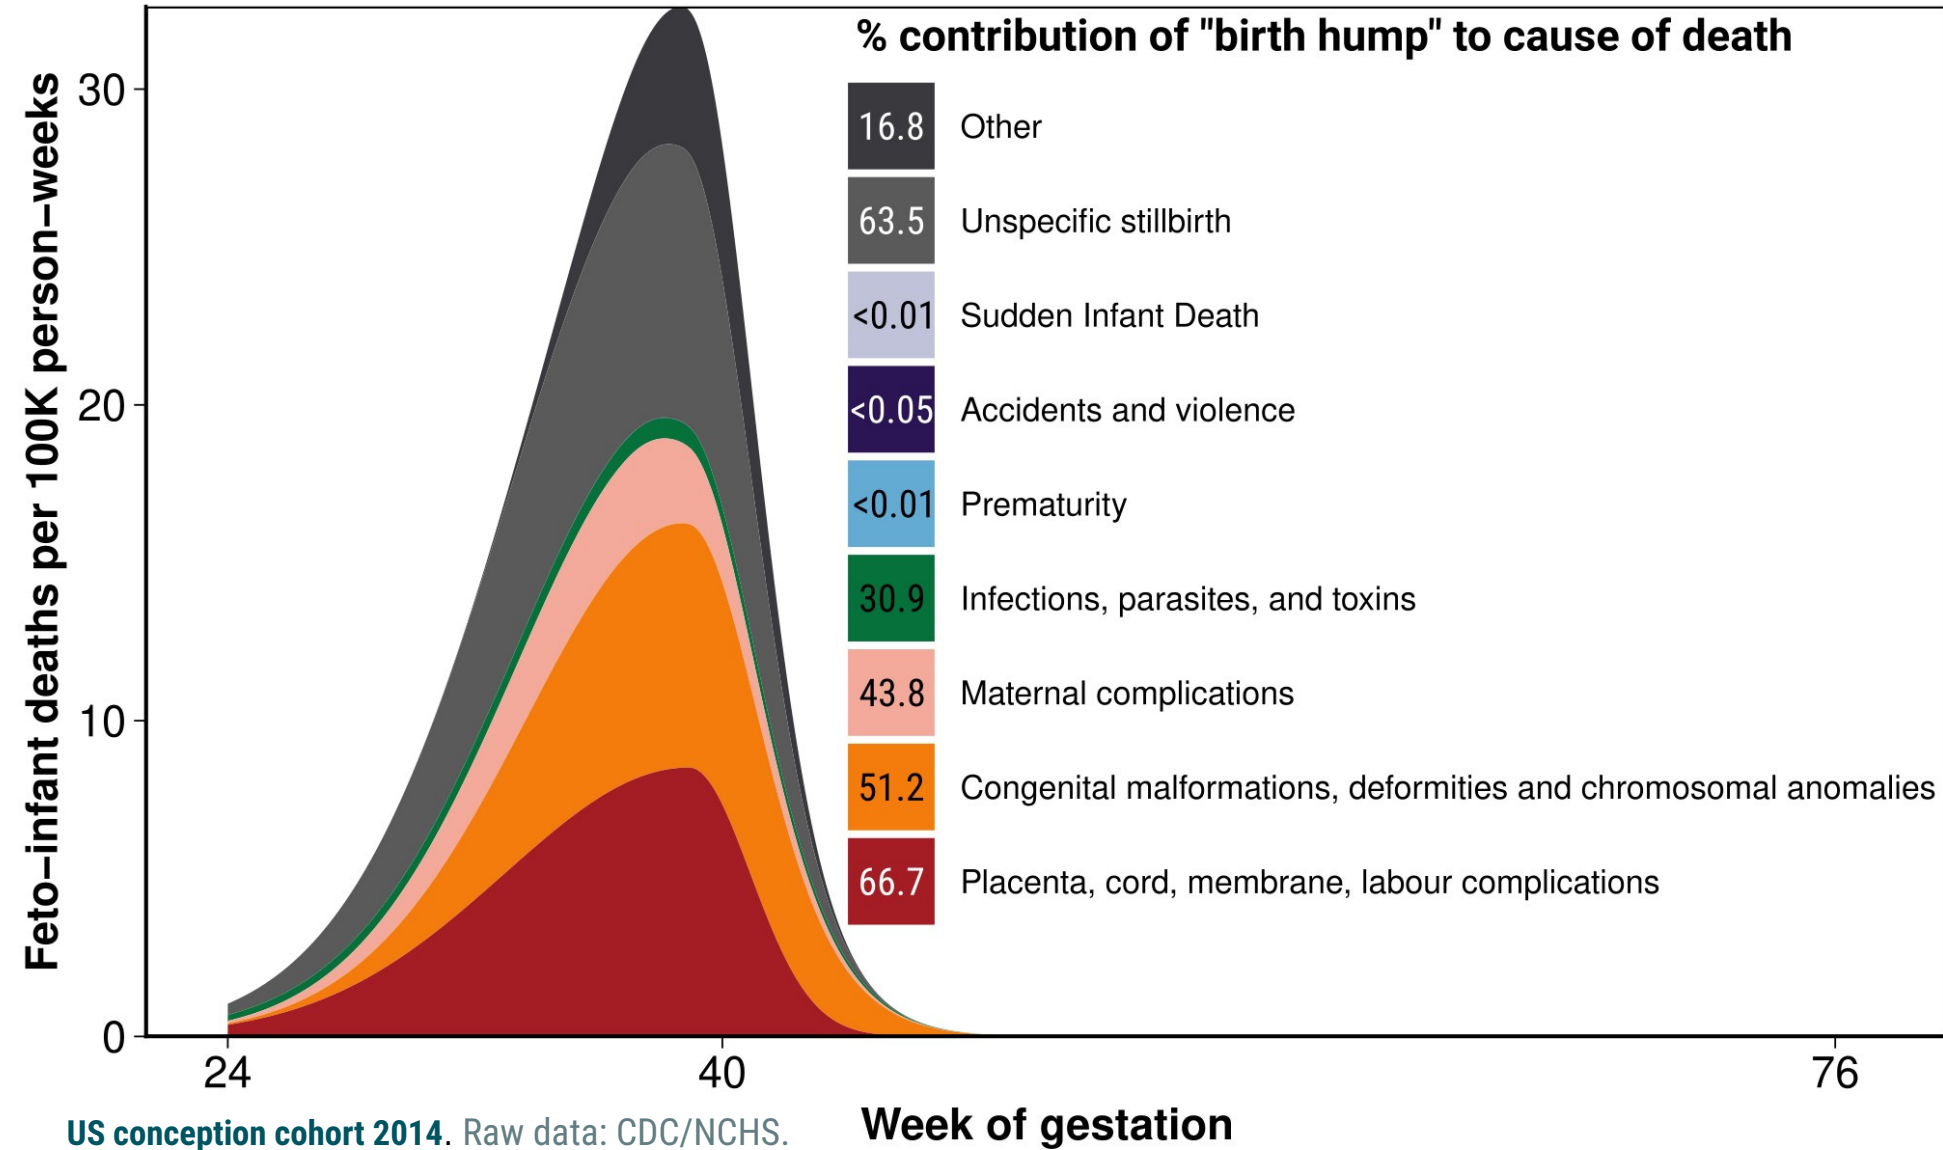 % contribution of "birth hump" to cause of death
Feto–infant deaths per 100K person–weeks
30
20
10
0
16.8 Other
63.5 Unspecific stillbirth
<0.01 Sudden Infant Death
<0.05 Accidents and violence
<0.01 Prematurity
30.9 Infections, parasites, and toxins
43.8 Maternal complications
51.2 Congenital malformations, deformities and chromosomal anomalies
66.7 Placenta, cord, membrane, labour complications
24 40 76
Week of gestation
US conception cohort 2014. Raw data: CDC/NCHS.